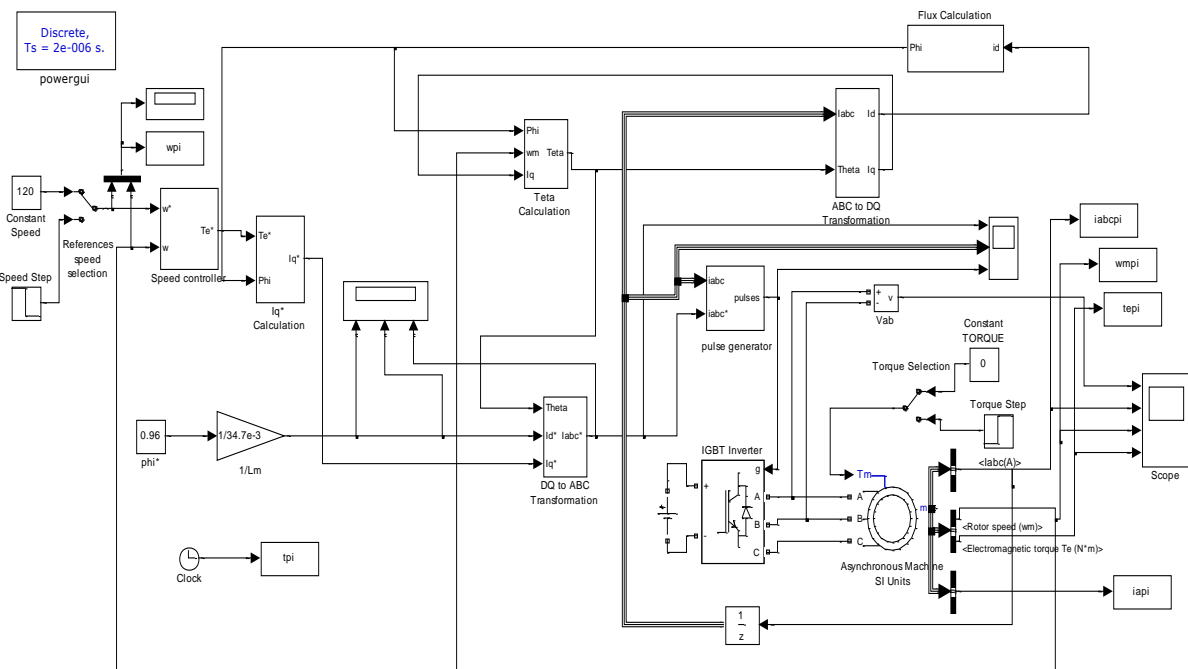 Discrete,
Ts = 2e-006 s.
powergui
Flux Calculation
Phi
id
wpi
Phi
wm
Iq
Teta
Teta
Calculation
Iabc
Theta
Id
Iq
ABC to DQ
Transformation
120
Constant
Speed
References
speed
selection
Speed Step
w*
w
Te*
Speed controller
Te*
Phi
Iq*
Iq*
Calculation
iabcpi
wmpi
tepi
iabc
iabc*
pulses
pulse generator
+
-
v
Vab
Constant
TORQUE
0
Torque Selection
Torque Step
Scope
0.96
phi*
1/34.7e-3
1/Lm
Theta
Id*
Iq*
Iabc*
DQ to ABC
Transformation
IGBT Inverter
g
+
-
A
B
C
+
Tm
A
B
C
m
Asynchronous Machine
SI Units
<Iabc(A)>
<Rotor speed (wm)>
<Electromagnetic torque Te (N*m)>
Clock
tpi
iapi
1
z